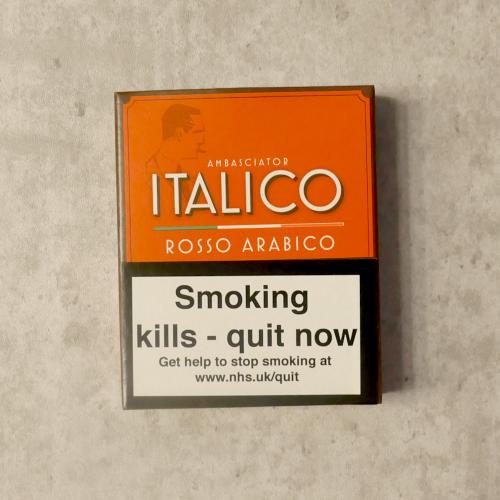 AMBASCIATOR
ITALICO
ROSSO ARABICO
Smoking
kills - quit now
Get help to stop smoking at
www.nhs.uk/quit